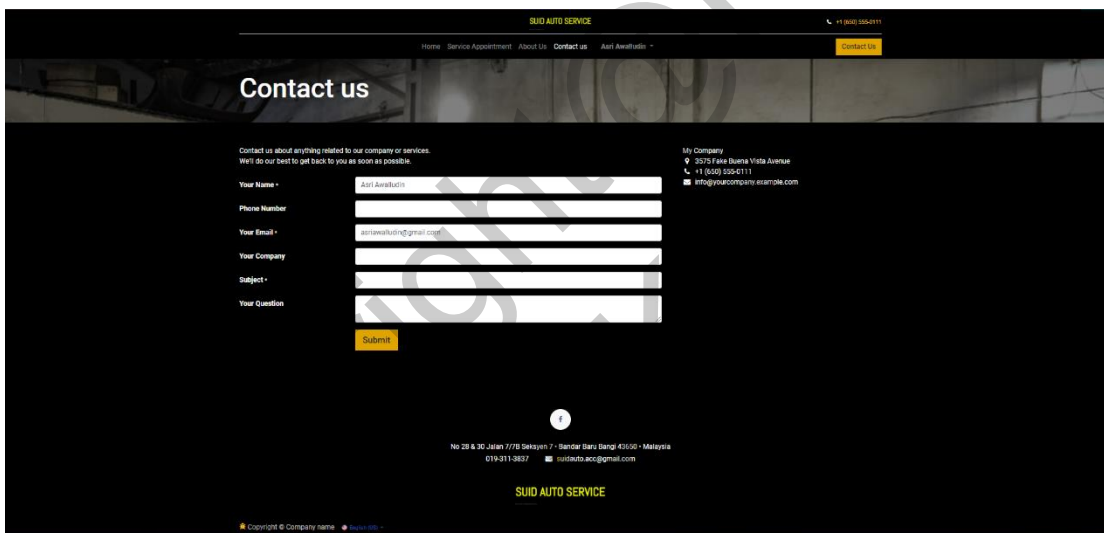 SUID AUTO SERVICE
+1 (650) 555-0111
Home Service Appointment About Us Contact us Asri Awalludin
Contact Us
Contact us
Contact us about anything related to our company or services.
We'll do our best to get back to you as soon as possible.
My Company
3575 Fake Buena Vista Avenue
+1 (650) 555-0111
info@yourcompany.example.com
Your Name *
Asri Awalludin
Phone Number
Your Email *
asriawalludin@gmail.com
Your Company
Subject *
Your Question
Submit
No 28 & 30 Jalan 7/7B Seksyen 7 • Bandar Baru Bangi 43650 • Malaysia
019-311-3837 suidauto.acc@gmail.com
SUID AUTO SERVICE
Copyright © Company name English (US)